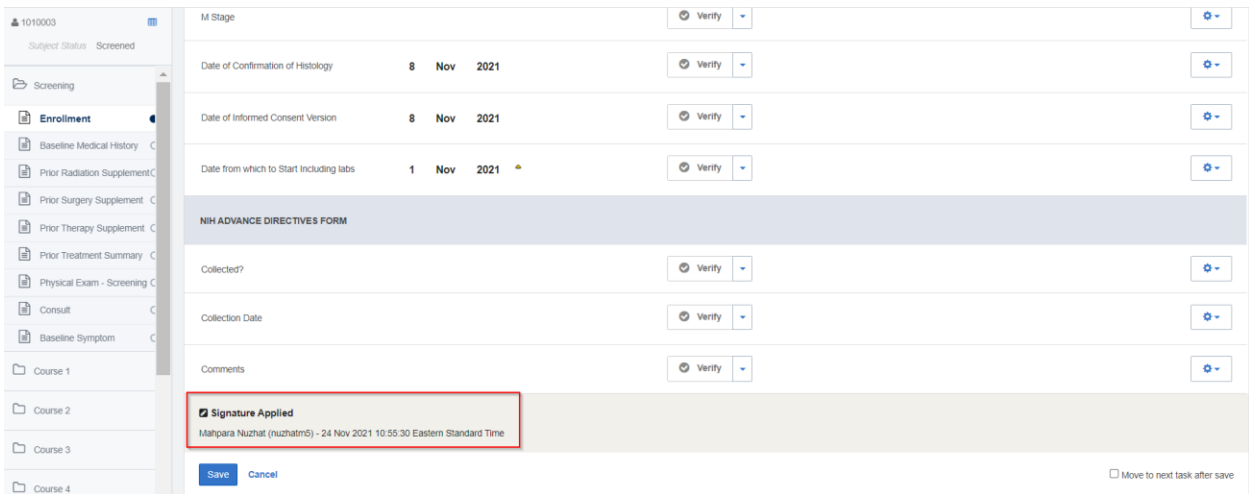 1010003
Subject Status Screened
Screening
Enrollment
Baseline Medical History
Prior Radiation Supplement
Prior Surgery Supplement
Prior Therapy Supplement
Prior Treatment Summary
Physical Exam - Screening
Consult
Baseline Symptom
Course 1
Course 2
Course 3
Course 4
M Stage Verify
Date of Confirmation of Histology 8 Nov 2021 Verify
Date of Informed Consent Version 8 Nov 2021 Verify
Date from which to Start Including labs 1 Nov 2021 Verify
NIH ADVANCE DIRECTIVES FORM
Collected? Verify
Collection Date Verify
Comments Verify
Signature Applied
Mahpara Nuzhat (nuzhatm5) - 24 Nov 2021 10:55:30 Eastern Standard Time
Save Cancel Move to next task after save